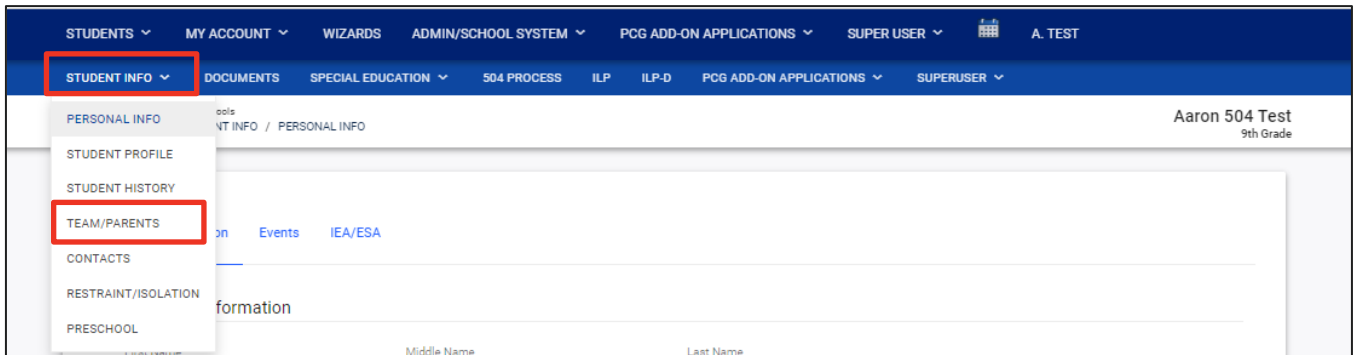 STUDENTS MY ACCOUNT WIZARDS ADMIN/SCHOOL SYSTEM PCG ADD-ON APPLICATIONS SUPER USER A. TEST
STUDENT INFO DOCUMENTS SPECIAL EDUCATION 504 PROCESS ILP ILP-D PCG ADD-ON APPLICATIONS SUPERUSER
ools
NT INFO / PERSONAL INFO
Aaron 504 Test
9th Grade
PERSONAL INFO
STUDENT PROFILE
STUDENT HISTORY
TEAM/PARENTS
CONTACTS
RESTRAINT/ISOLATION
PRESCHOOL
on Events IEA/ESA
formation
Middle Name Last Name